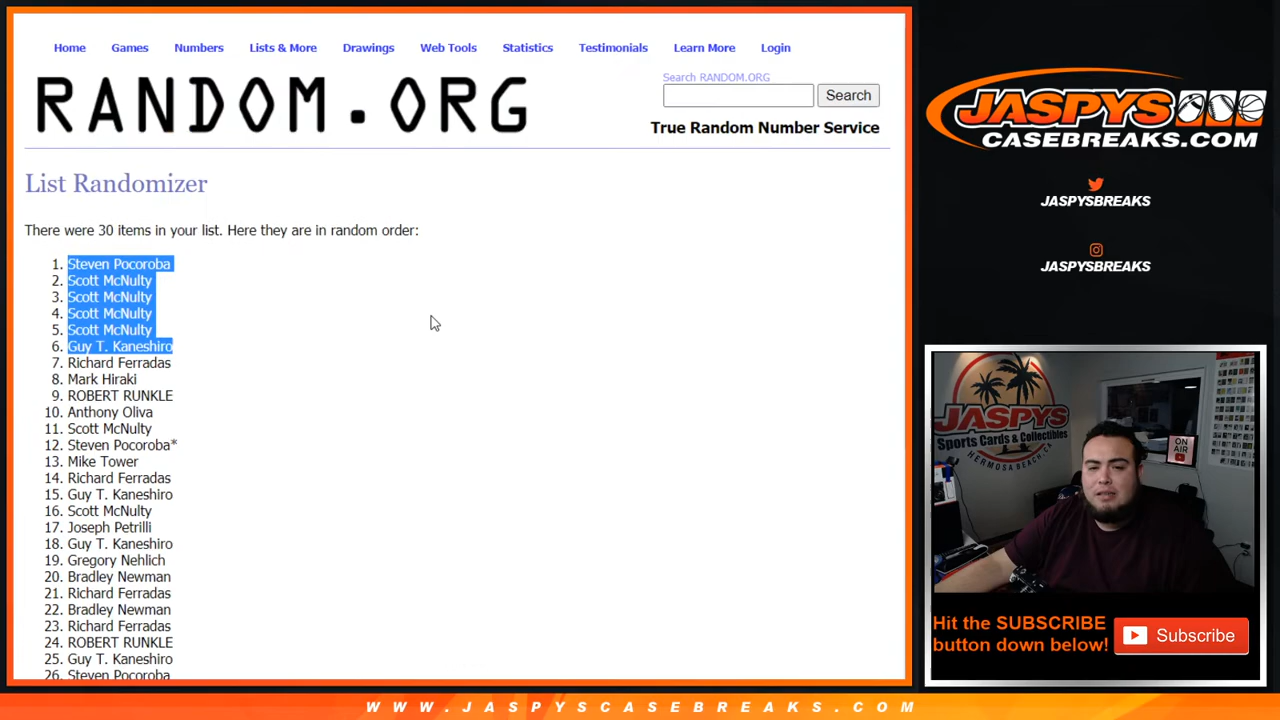 Home Games Numbers Lists & More Drawings Web Tools Statistics Testimonials Learn More Login
RANDOM.ORG
Search RANDOM.ORG
Search
True Random Number Service
List Randomizer
There were 30 items in your list. Here they are in random order:
1. Steven Pocoroba
2. Scott McNulty
3. Scott McNulty
4. Scott McNulty
5. Scott McNulty
6. Guy T. Kaneshiro
7. Richard Ferradas
8. Mark Hiraki
9. ROBERT RUNKLE
10. Anthony Oliva
11. Scott McNulty
12. Steven Pocoroba*
13. Mike Tower
14. Richard Ferradas
15. Guy T. Kaneshiro
16. Scott McNulty
17. Joseph Petrilli
18. Guy T. Kaneshiro
19. Gregory Nehlich
20. Bradley Newman
21. Richard Ferradas
22. Bradley Newman
23. Richard Ferradas
24. ROBERT RUNKLE
25. Guy T. Kaneshiro
26. Steven Pocoroba
JASPYS
CASEBREAKS.COM
JASPYSBREAKS
JASPYSBREAKS
JASPYS
Sports Cards & Collectibles
HERMOSA BEACH, CA
ON AIR
Hit the SUBSCRIBE
button down below!
Subscribe
WWW.JASPYSCASEBREAKS.COM